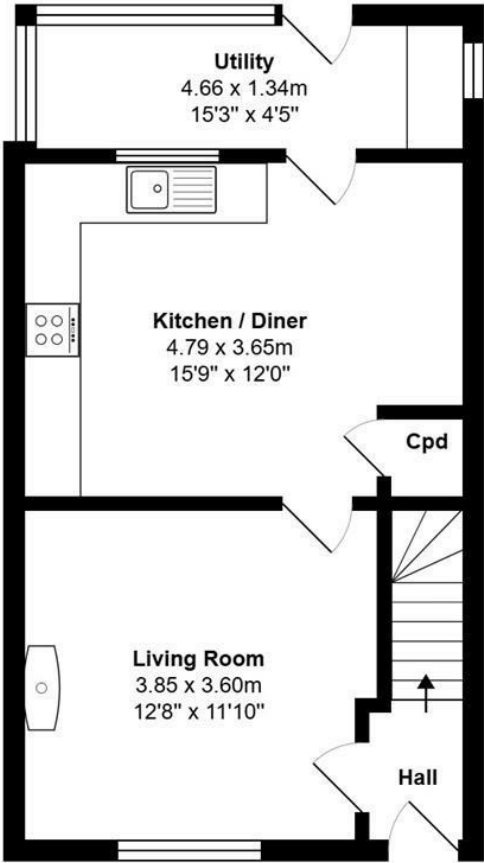 Utility
4.66 x 1.34m
15'3" x 4'5"
Kitchen / Diner
4.79 x 3.65m
15'9" x 12'0"
Cpd
Living Room
3.85 x 3.60m
12'8" x 11'10"
Hall